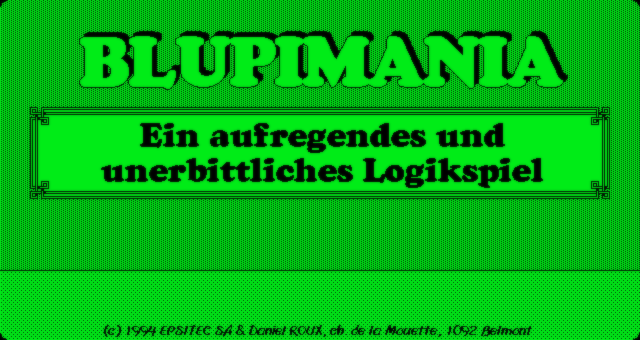 BLUPIMANIA
Ein aufregendes und
unerbittliches Logikspiel
(c) 1994 EPSITEC SA & Daniel ROUX, ch. de la Mouette, 1092 Belmont